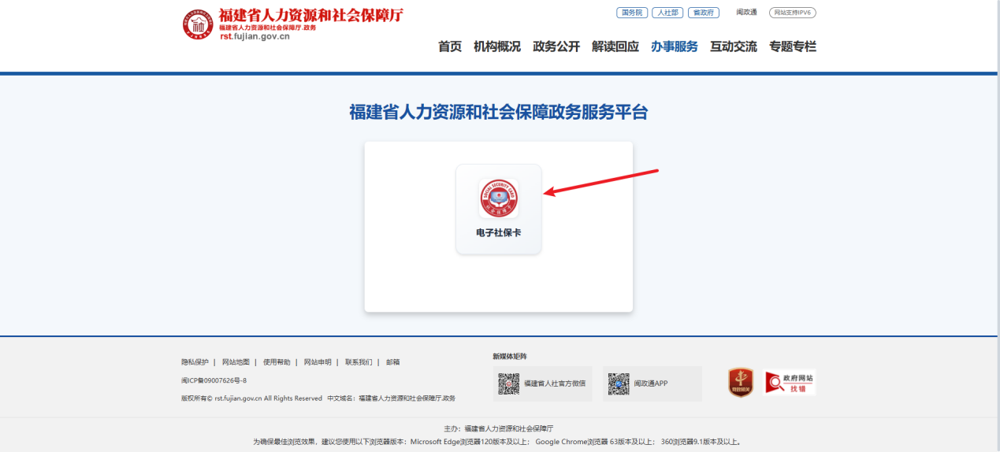 福建省人力资源和社会保障厅
福建省人力资源和社会保障厅.政务
rst.fujian.gov.cn
国务院 人社部 省政府 闽政通 网站支持IPV6
首页 机构概况 政务公开 解读回应 办事服务 互动交流 专题专栏
福建省人力资源和社会保障政务服务平台
SOCIAL SECURITY CARD
社会保障卡
电子社保卡
隐私保护 | 网站地图 | 使用帮助 | 网站申明 | 联系我们 | 邮箱
闽ICP备09007626号-8
版权所有© rst.fujian.gov.cn All Rights Reserved 中文域名：福建省人力资源和社会保障厅.政务
新媒体矩阵
福建省人社官方微信
闽政通APP
党政机关
政府网站
找错
主办：福建省人力资源和社会保障厅
为确保最佳浏览效果，建议您使用以下浏览器版本：Microsoft Edge浏览器120版本及以上； Google Chrome浏览器 63版本及以上； 360浏览器9.1版本及以上。